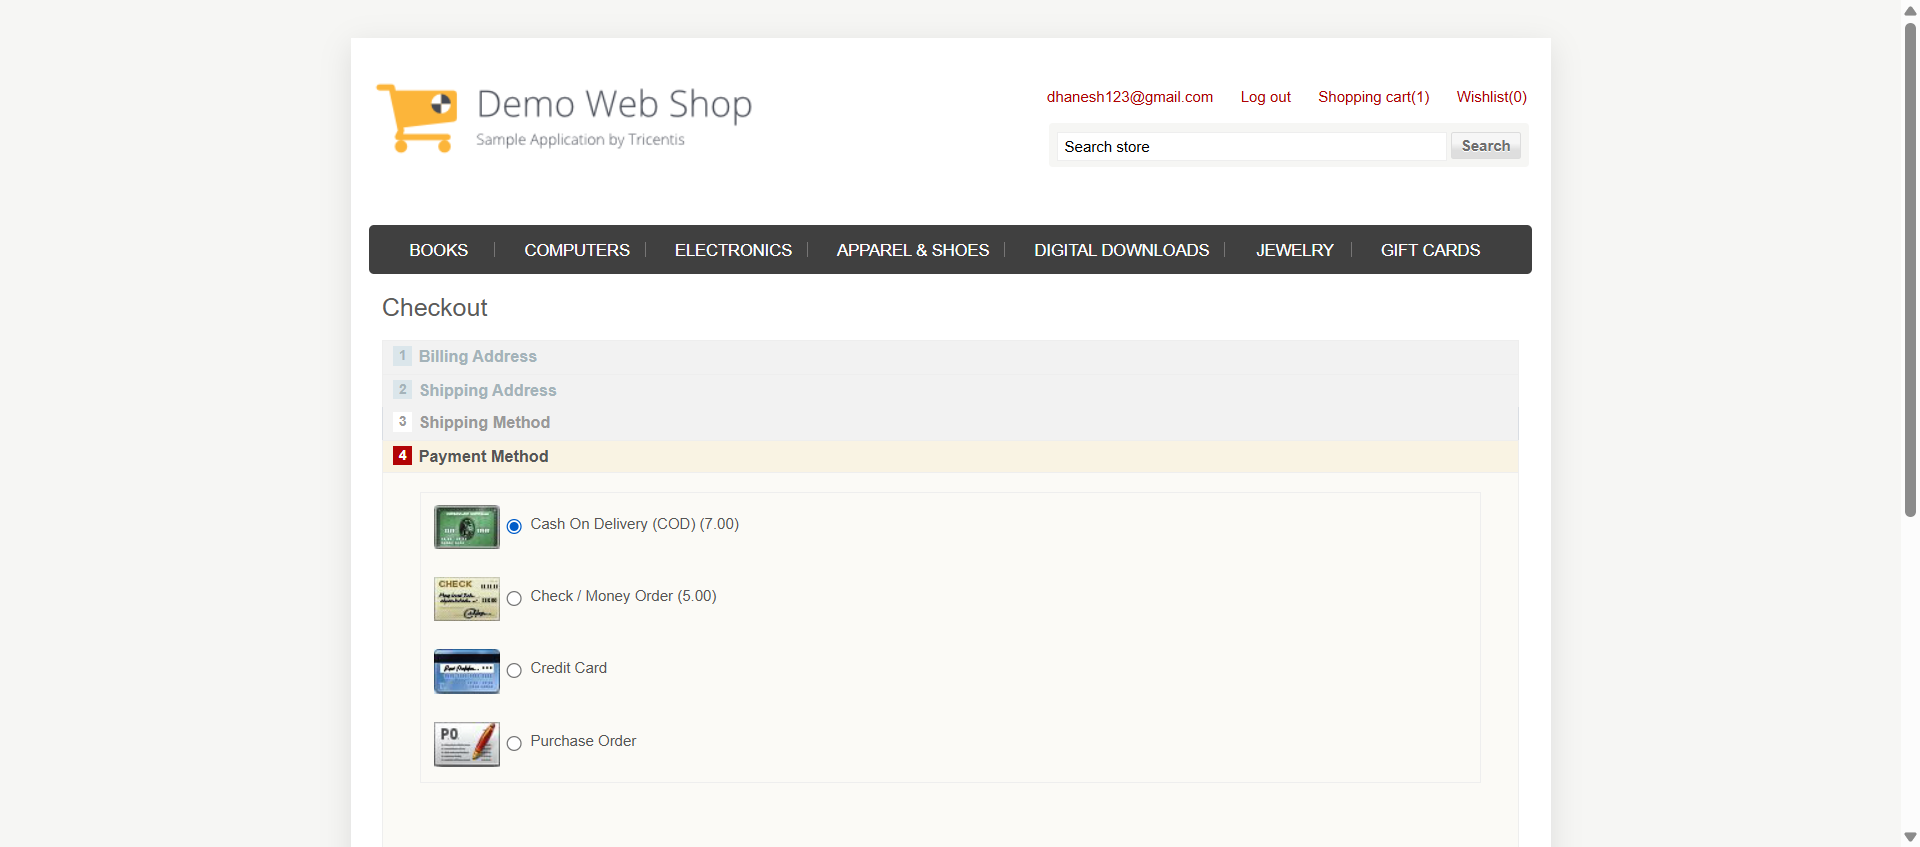 Demo Web Shop
Sample Application by Tricentis
dhanesh123@gmail.com Log out Shopping cart(1) Wishlist(0)
Search store Search
BOOKS COMPUTERS ELECTRONICS APPAREL & SHOES DIGITAL DOWNLOADS JEWELRY GIFT CARDS
Checkout
1 Billing Address
2 Shipping Address
3 Shipping Method
4 Payment Method
Cash On Delivery (COD) (7.00)
CHECK
Check / Money Order (5.00)
Credit Card
P.O.
Purchase Order